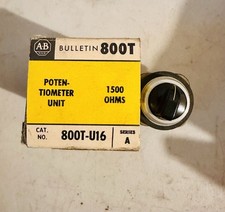 AB
BULLETIN 800T
POTEN-
TIOMETER
UNIT
1500
OHMS
CAT.
NO.
800T-U16
SERIES
A